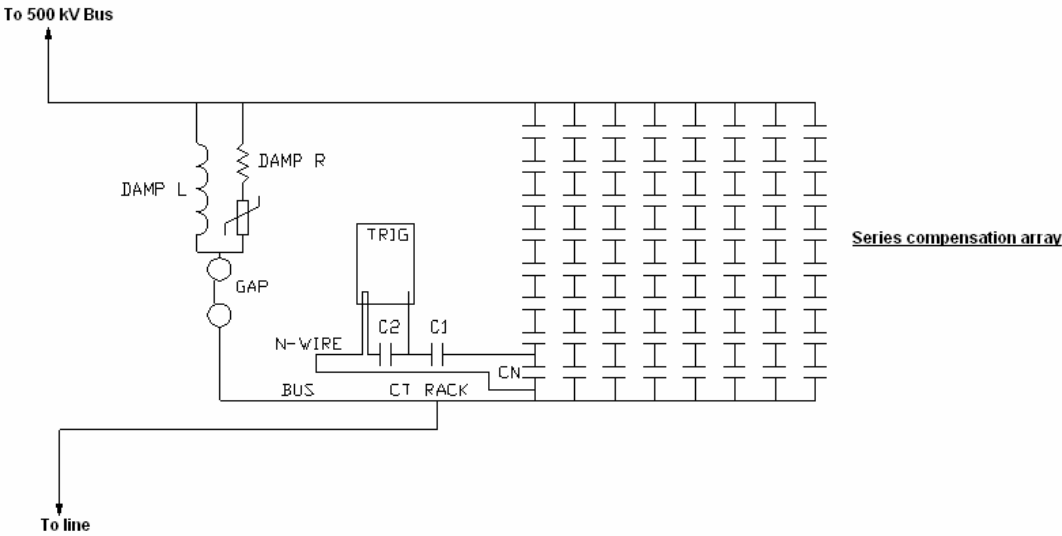 To 500 kV Bus
DAMP R
DAMP L
TRIG
Series compensation array
GAP
C2
C1
N-WIRE
CN
BUS
CT RACK
To line